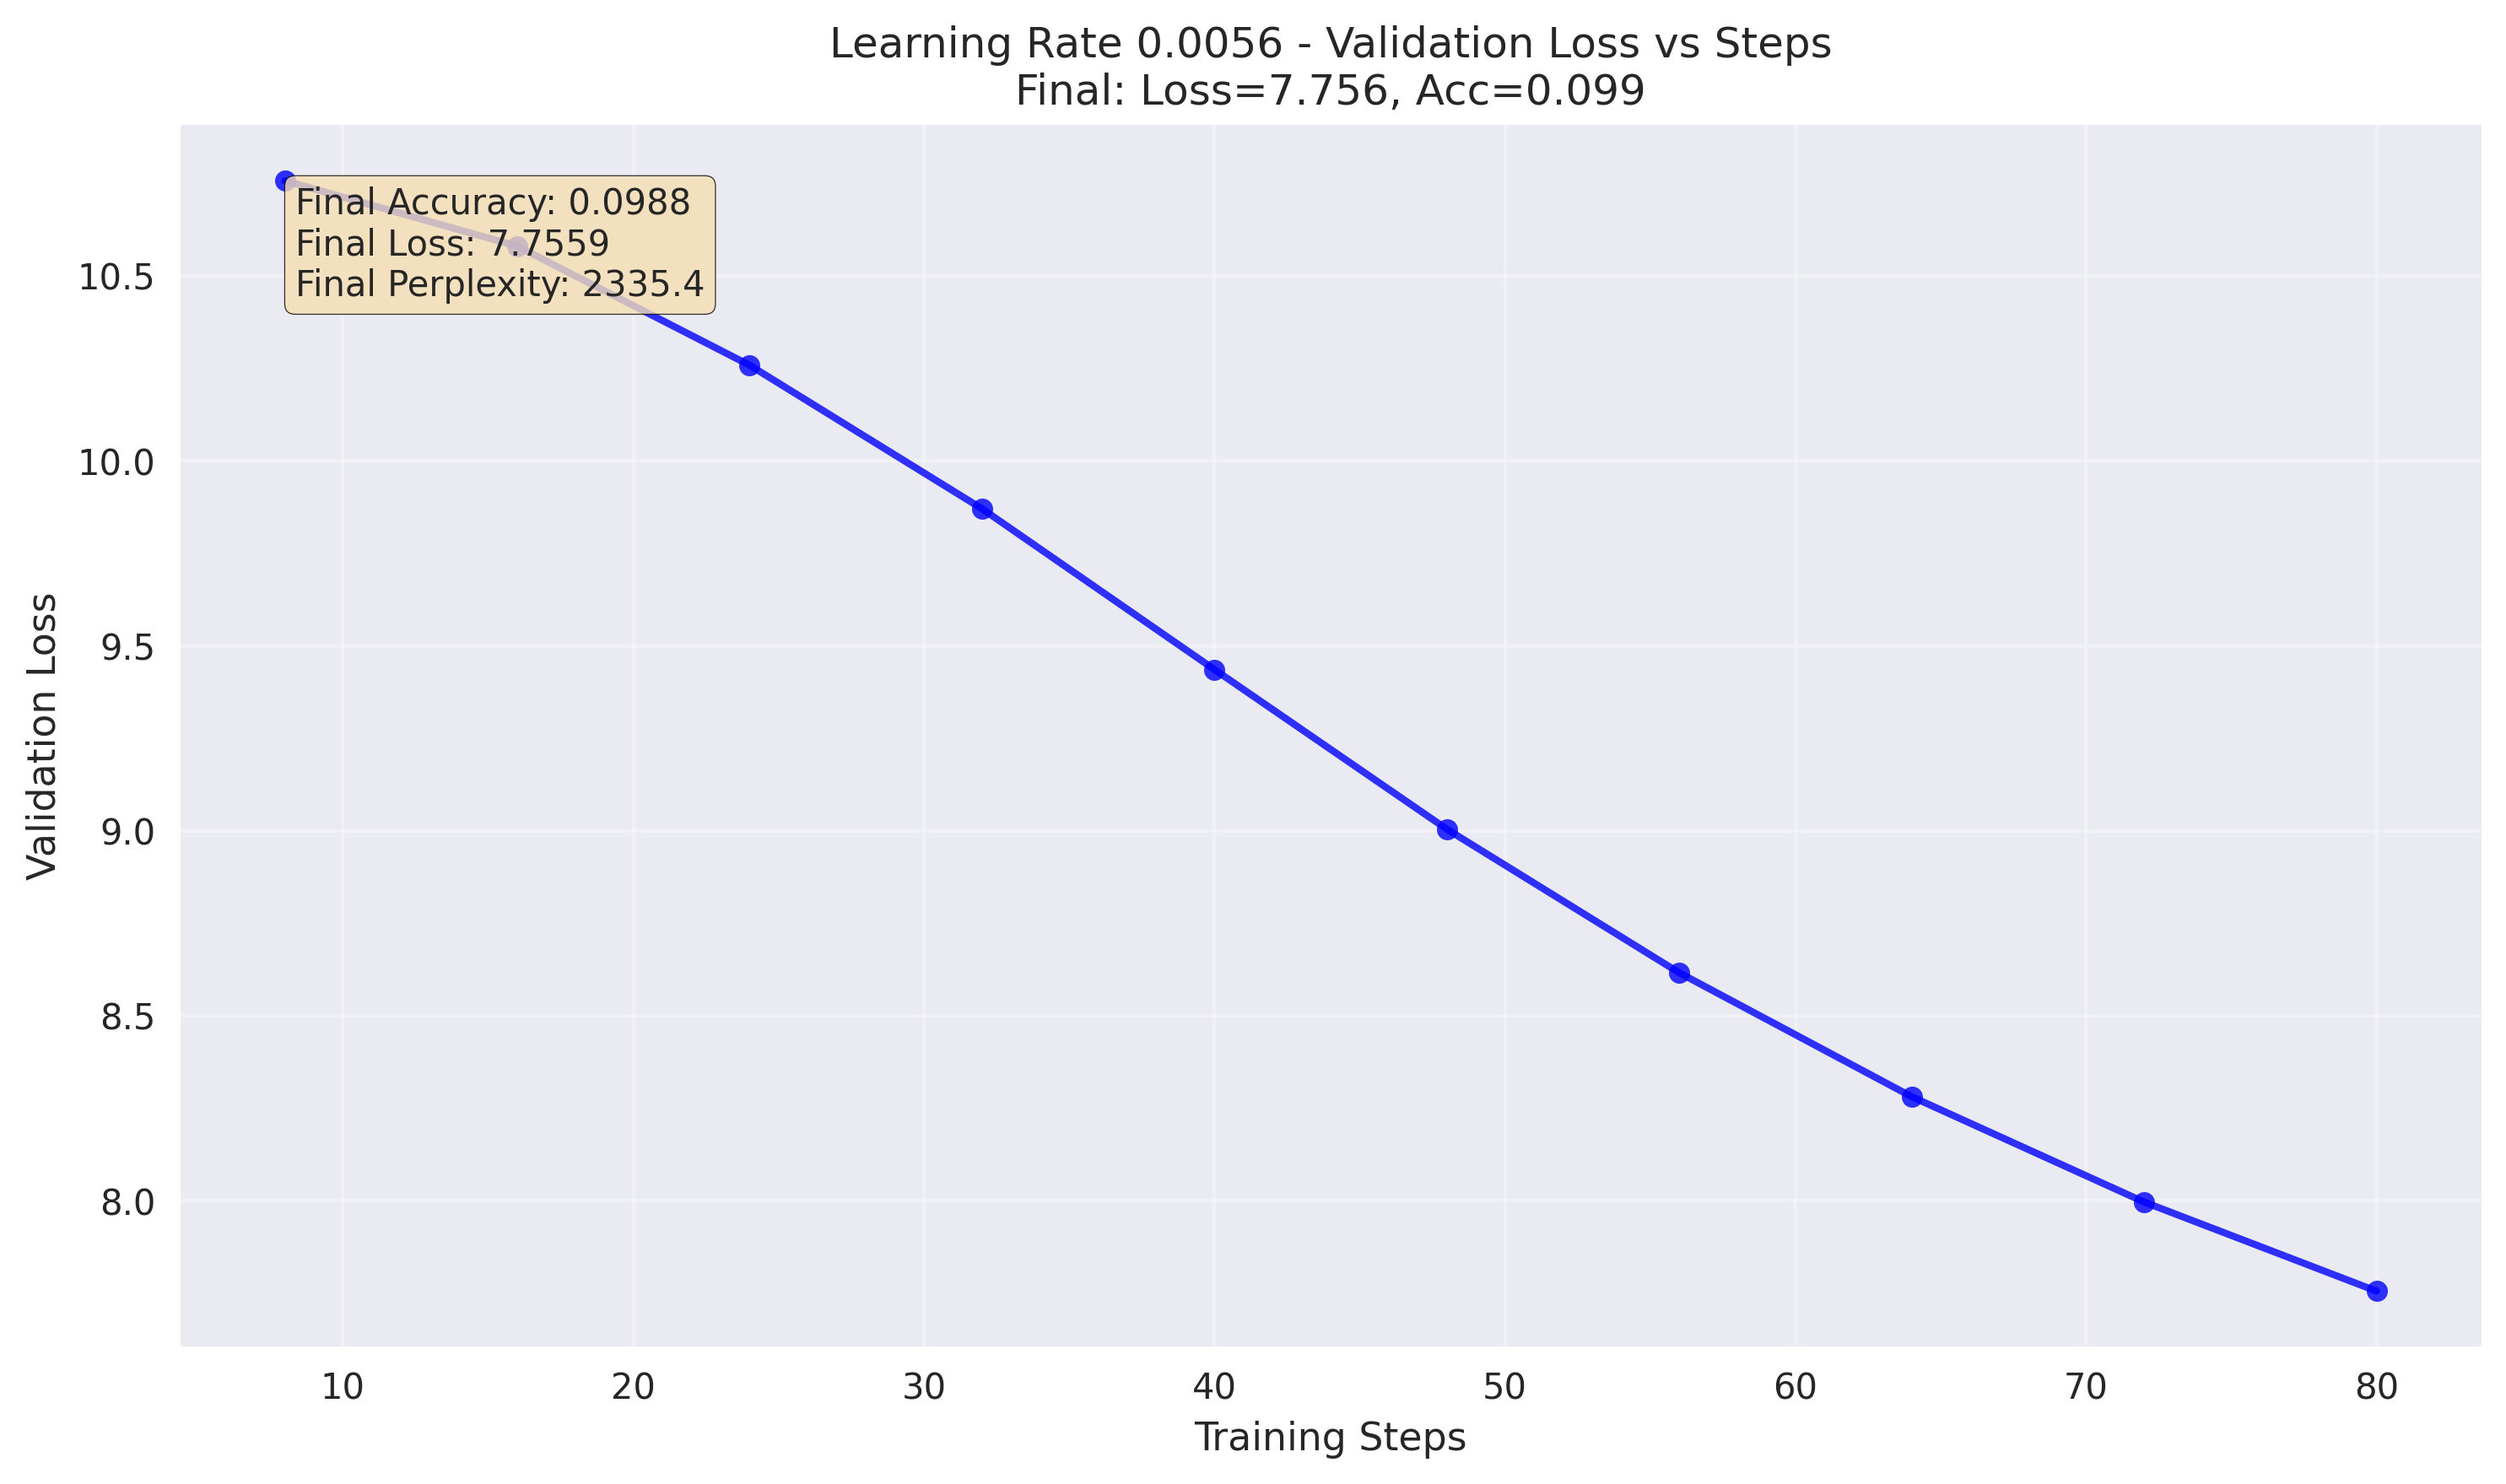 Learning Rate 0.0056 - Validation Loss vs Steps
Final: Loss=7.756, Acc=0.099
Final Accuracy: 0.0988
Final Loss: 7.7559
Final Perplexity: 2335.4
10.5
10.0
9.5
9.0
8.5
8.0
Validation Loss
10 20 30 40 50 60 70 80
Training Steps